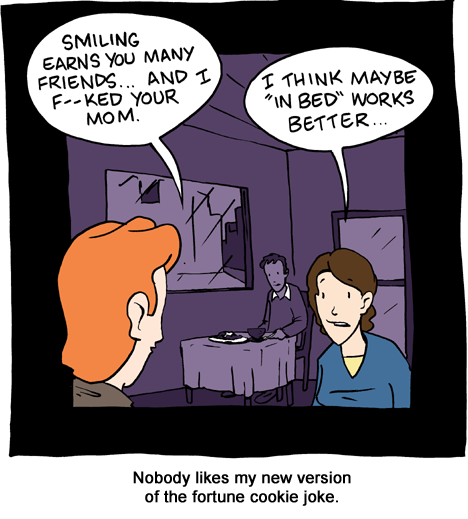 SMILING
EARNS YOU MANY
FRIENDS... AND I
F--KED YOUR
MOM.
I THINK MAYBE
"IN BED" WORKS
BETTER...
Nobody likes my new version
of the fortune cookie joke.